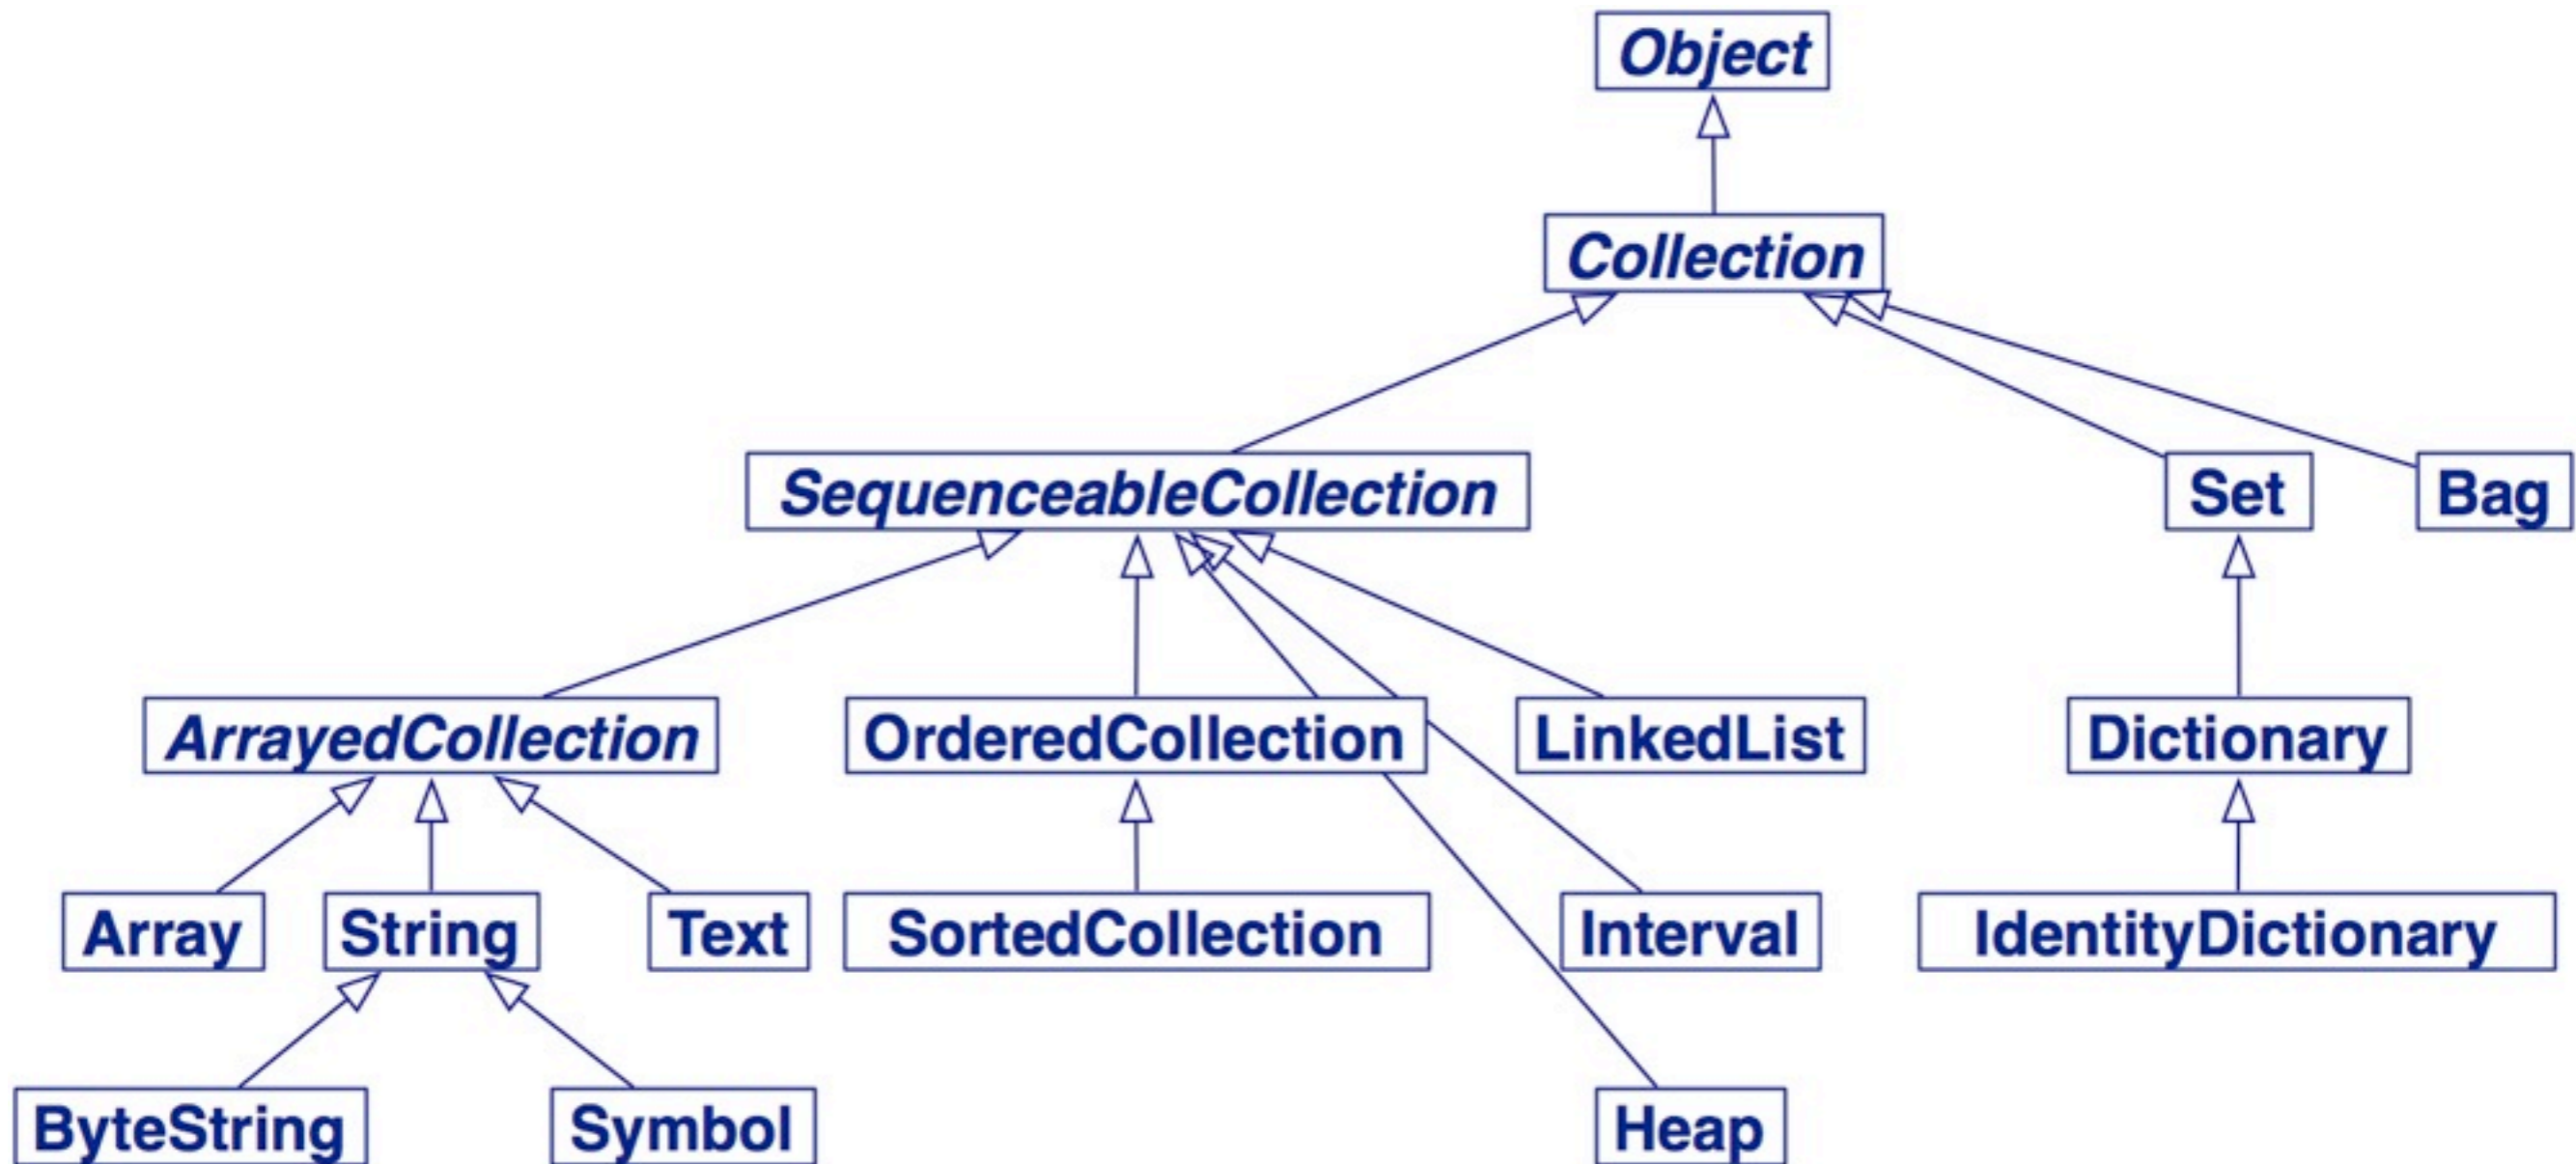 Object
Collection
SequenceableCollection
Set
Bag
ArrayedCollection
OrderedCollection
LinkedList
Dictionary
Array
String
Text
SortedCollection
Interval
IdentityDictionary
ByteString
Symbol
Heap